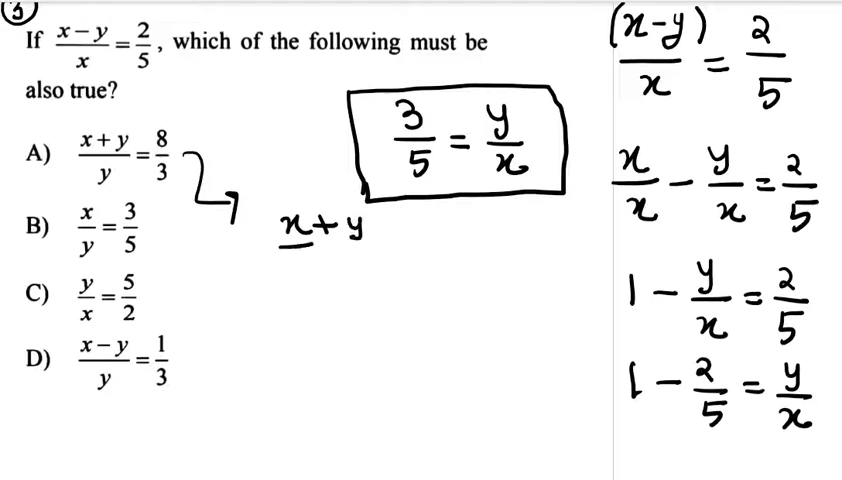 3
If (x − y)/x = 2/5, which of the following must be
also true?
A) (x + y)/y = 8/3
B) x/y = 3/5
C) y/x = 5/2
D) (x − y)/y = 1/3
3/5 = y/x
x + y
(x-y)/x = 2/5
x/x − y/x = 2/5
1 − y/x = 2/5
1 − 2/5 = y/x